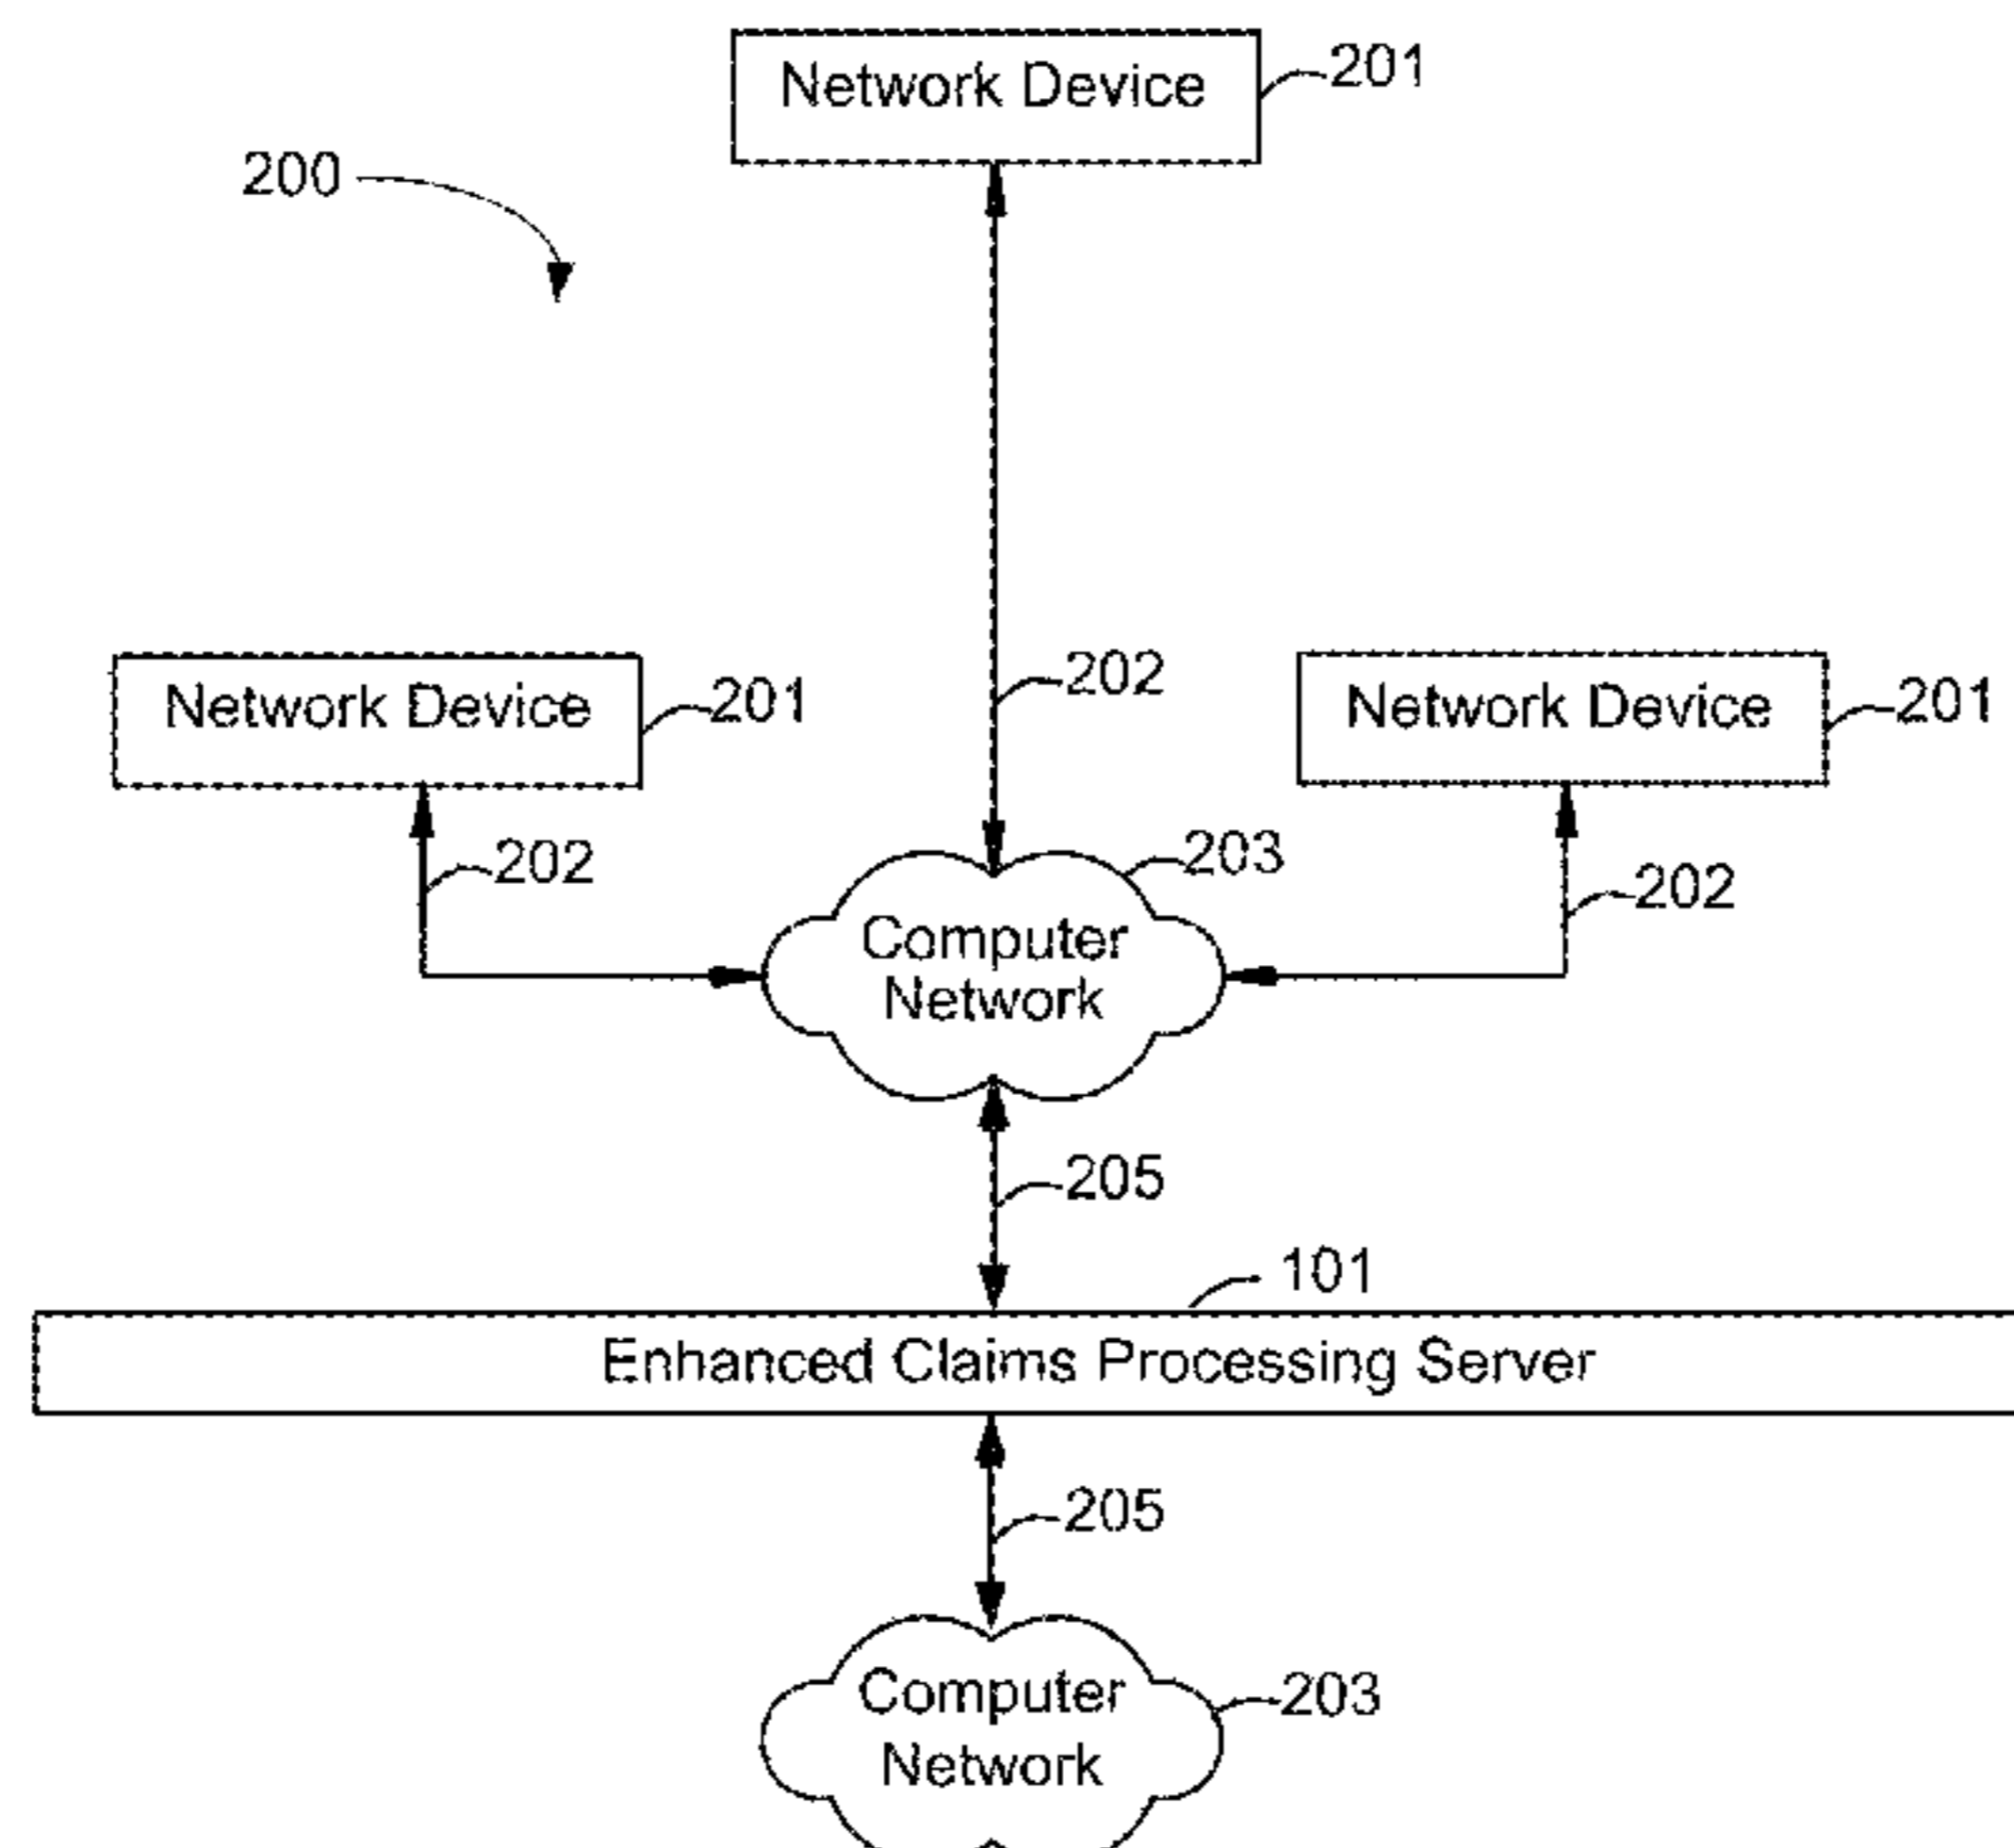 Network Device
201
200
202
Network Device
201
Network Device
201
202
203
202
Computer
Network
205
101
Enhanced Claims Processing Server
205
Computer
Network
203